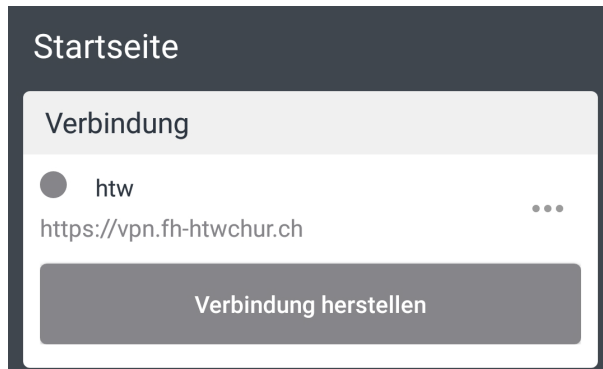 Startseite
Verbindung
htw
https://vpn.fh-htwchur.ch
Verbindung herstellen